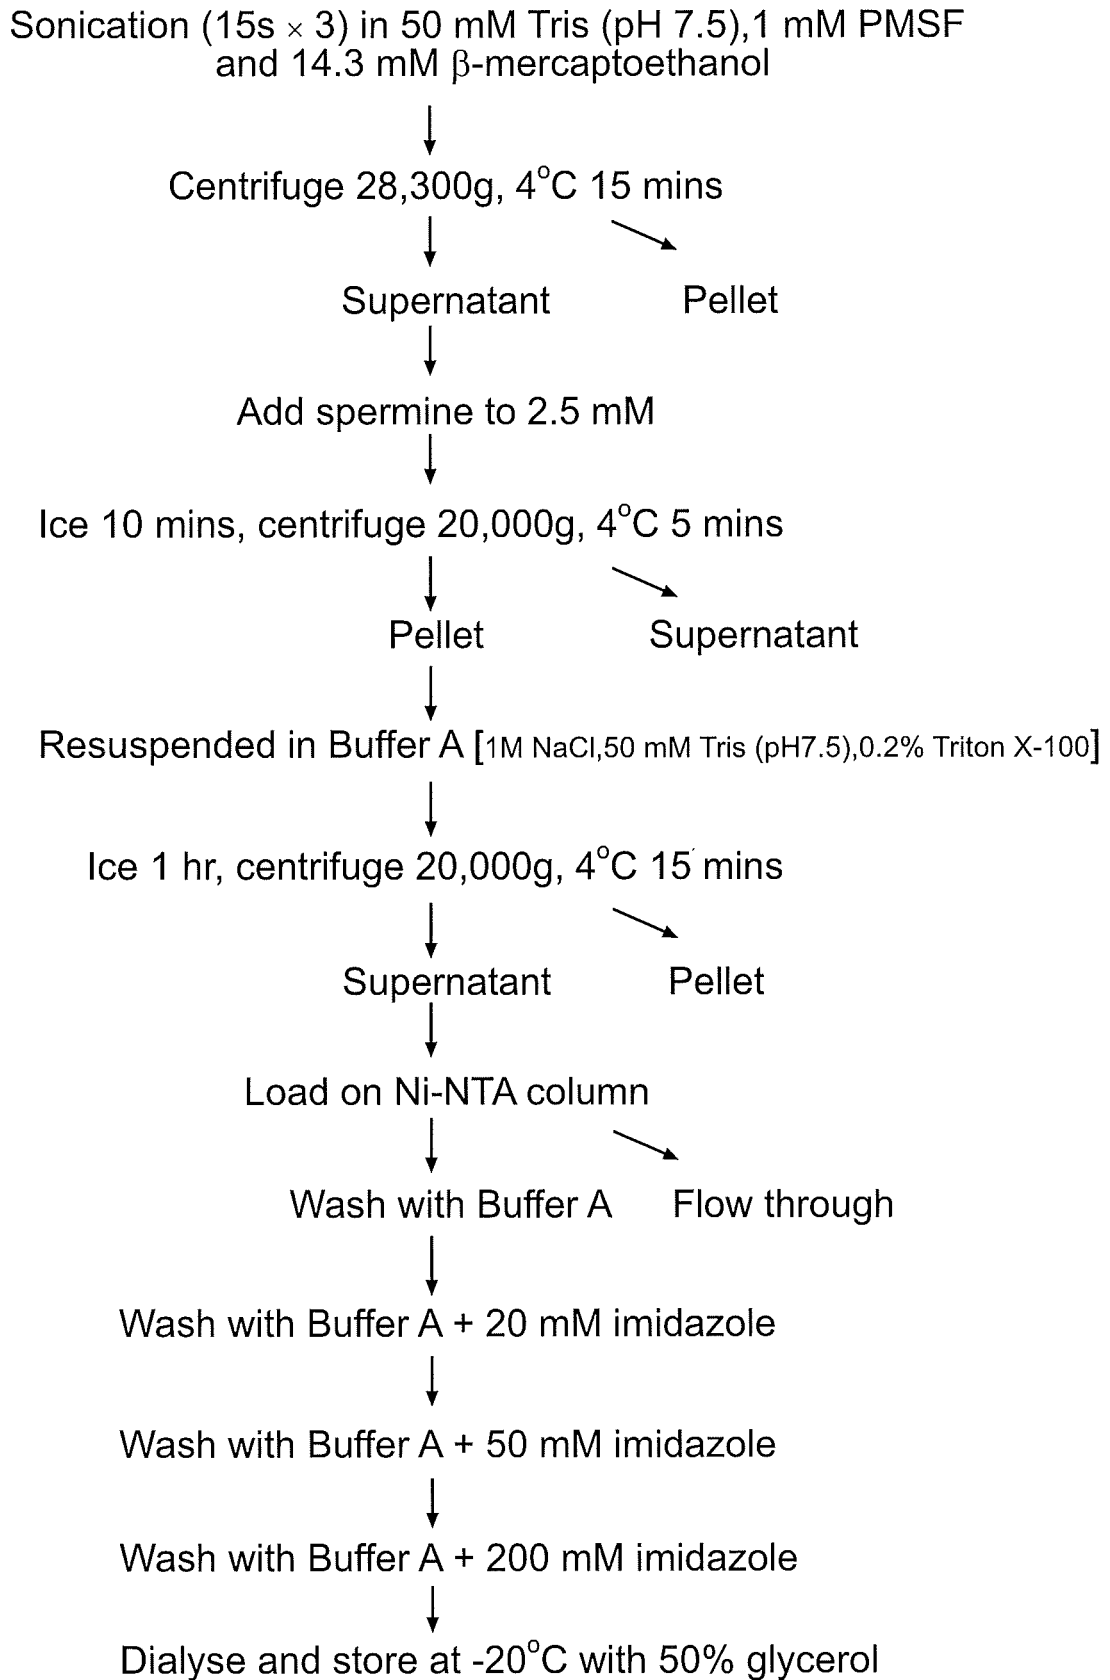 Sonication (15s × 3) in 50 mM Tris (pH 7.5),1 mM PMSF
and 14.3 mM β-mercaptoethanol
Centrifuge 28,300g, 4°C 15 mins
Supernatant Pellet
Add spermine to 2.5 mM
Ice 10 mins, centrifuge 20,000g, 4°C 5 mins
Pellet Supernatant
Resuspended in Buffer A [1M NaCl,50 mM Tris (pH7.5),0.2% Triton X-100]
Ice 1 hr, centrifuge 20,000g, 4°C 15 mins
Supernatant Pellet
Load on Ni-NTA column
Wash with Buffer A Flow through
Wash with Buffer A + 20 mM imidazole
Wash with Buffer A + 50 mM imidazole
Wash with Buffer A + 200 mM imidazole
Dialyse and store at -20°C with 50% glycerol